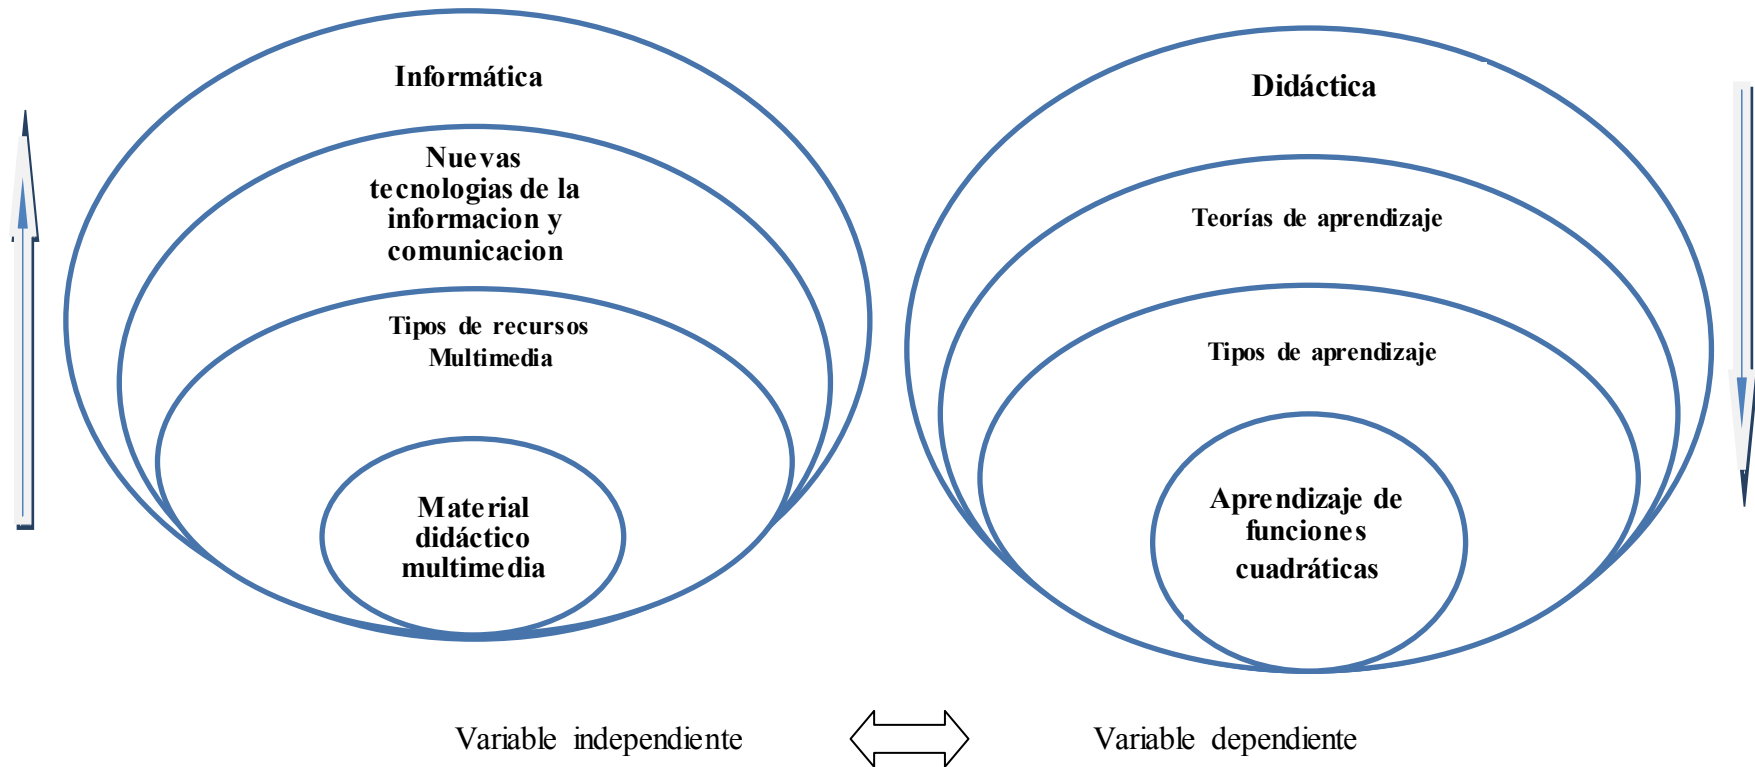 Informática
Nuevas
tecnologias de la
informacion y
comunicacion
Tipos de recursos
Multimedia
Material
didáctico
multimedia
Didáctica
Teorías de aprendizaje
Tipos de aprendizaje
Aprendizaje de
funciones
cuadráticas
Variable independiente
Variable dependiente